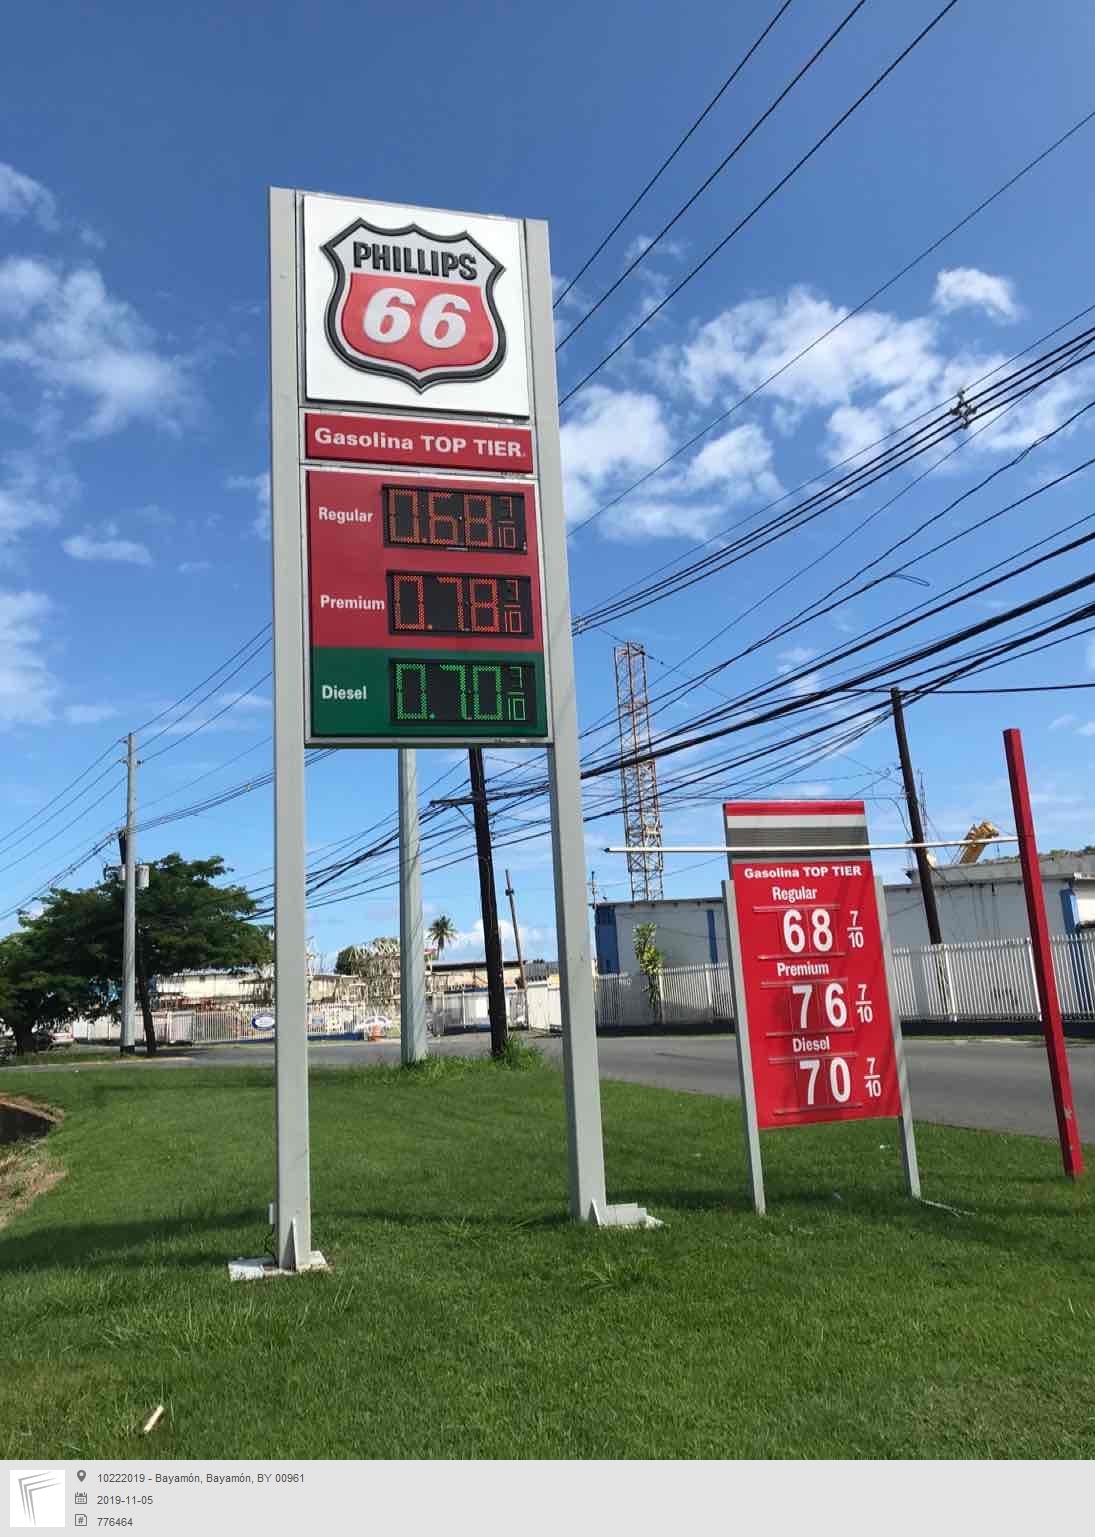 PHILLIPS
66
Gasolina TOP TIER
Regular 0.68 7/10
Premium 0.78 7/10
Diesel 0.70 7/10
Gasolina TOP TIER
Regular
68 7/10
Premium
76 7/10
Diesel
70 7/10
10222019 - Bayamón, Bayamón, BY 00961
2019-11-05
776464